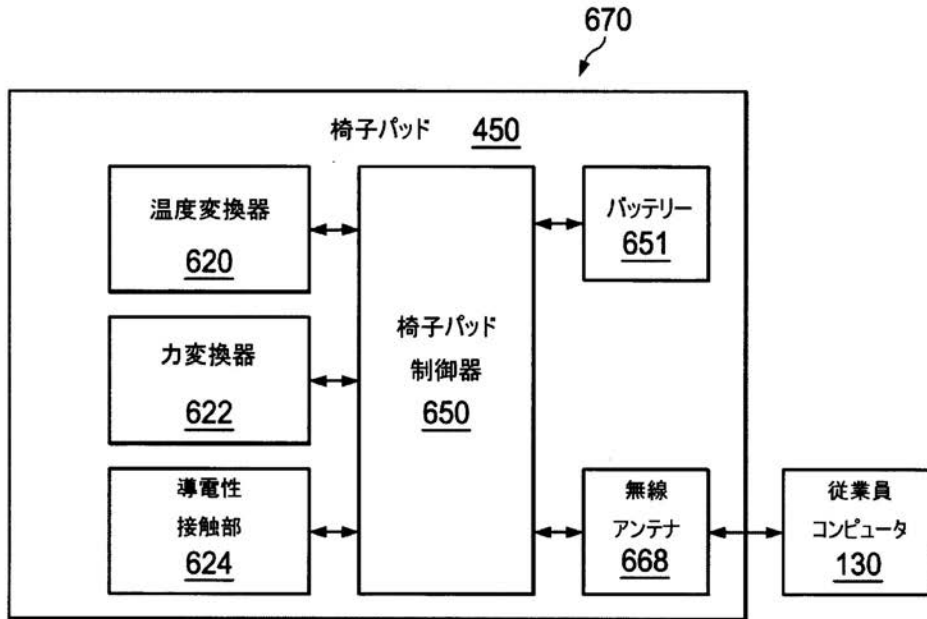 670
椅子パッド 450
温度変換器
620
力変換器
622
導電性
接触部
624
椅子パッド
制御器
650
バッテリー
651
無線
アンテナ
668
従業員
コンピュータ
130